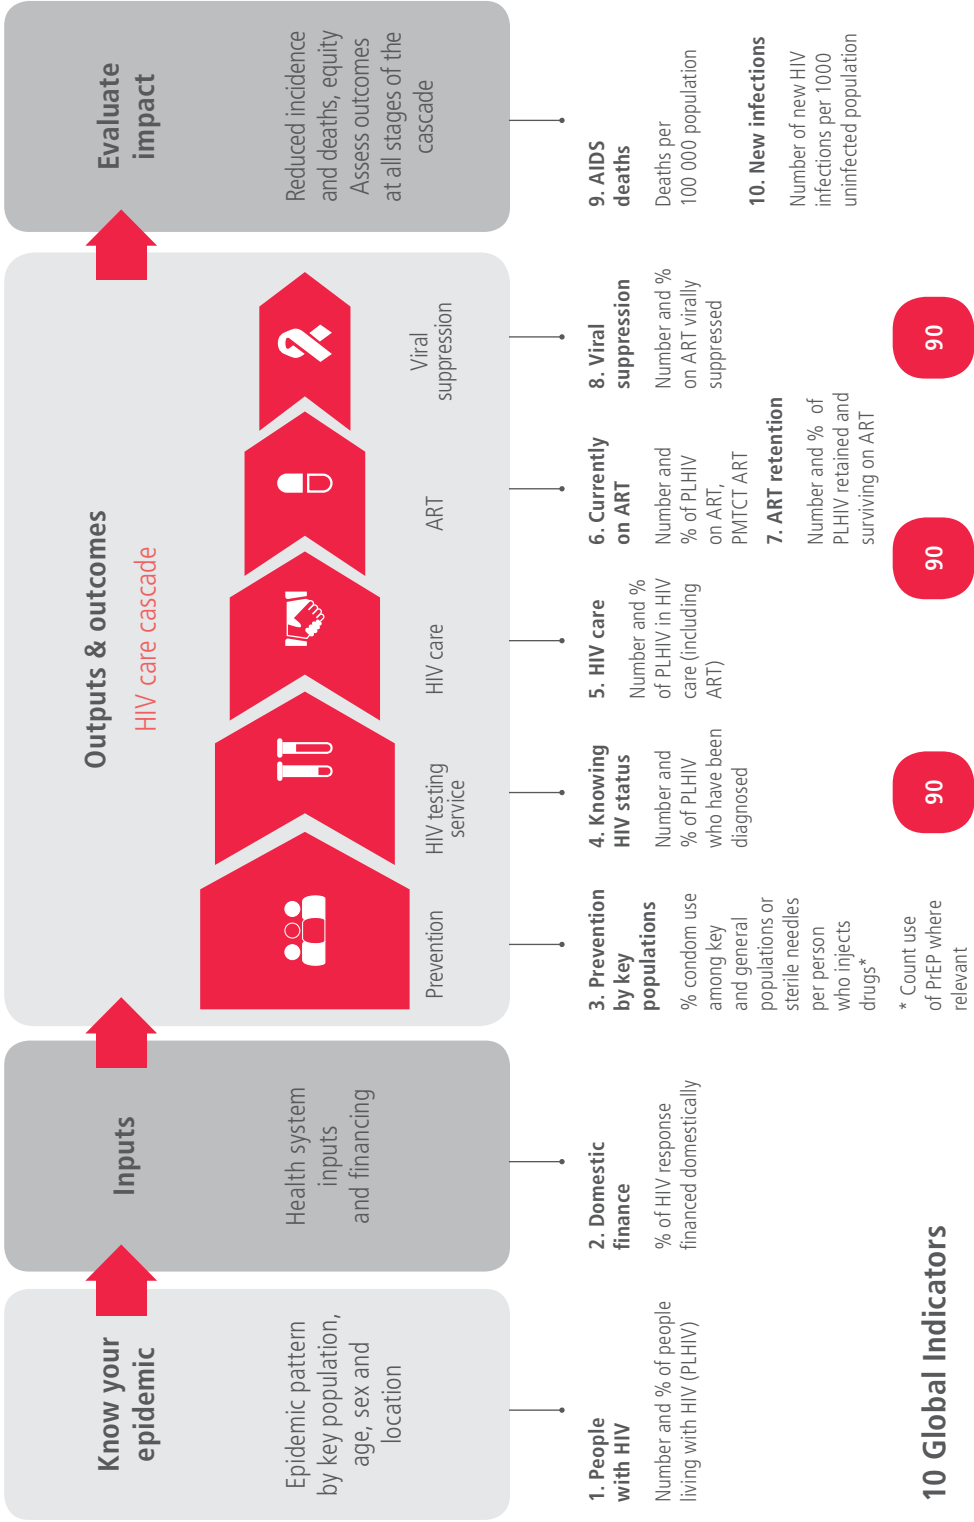 Know your
epidemic
Epidemic pattern
by key population,
age, sex and
location
Inputs
Health system
inputs
and financing
Outputs & outcomes
HIV care cascade
Prevention
HIV testing
service
HIV care
ART
Viral
suppression
Evaluate
impact
Reduced incidence
and deaths, equity
Assess outcomes
at all stages of the
cascade
1. People
with HIV
Number and % of people
living with HIV (PLHIV)
2. Domestic
finance
% of HIV response
financed domestically
3. Prevention
by key
populations
% condom use
among key
and general
populations or
sterile needles
per person
who injects
drugs*
* Count use
of PrEP where
relevant
4. Knowing
HIV status
Number and
% of PLHIV
who have been
diagnosed
5. HIV care
Number and %
of PLHIV in HIV
care (including
ART)
6. Currently
on ART
Number and
% of PLHIV
on ART,
PMTCT ART
7. ART retention
Number and % of
PLHIV retained and
surviving on ART
8. Viral
suppression
Number and %
on ART virally
suppressed
9. AIDS
deaths
Deaths per
100 000 population
10. New infections
Number of new HIV
infections per 1000
uninfected population
10 Global Indicators
90
90
90